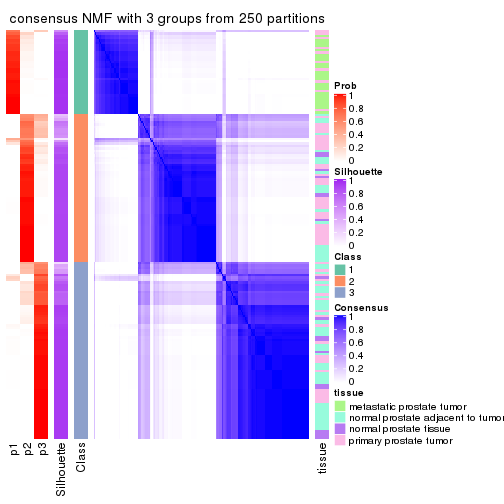 consensus NMF with 3 groups from 250 partitions
Prob
1
0.8
0.6
0.4
0.2
0
Silhouette
1
0.8
0.6
0.4
0.2
0
Class
1
2
3
Consensus
1
0.8
0.6
0.4
0.2
0
tissue
metastatic prostate tumor
normal prostate adjacent to tumor
normal prostate tissue
primary prostate tumor
p1
p2
p3
Silhouette
Class
tissue